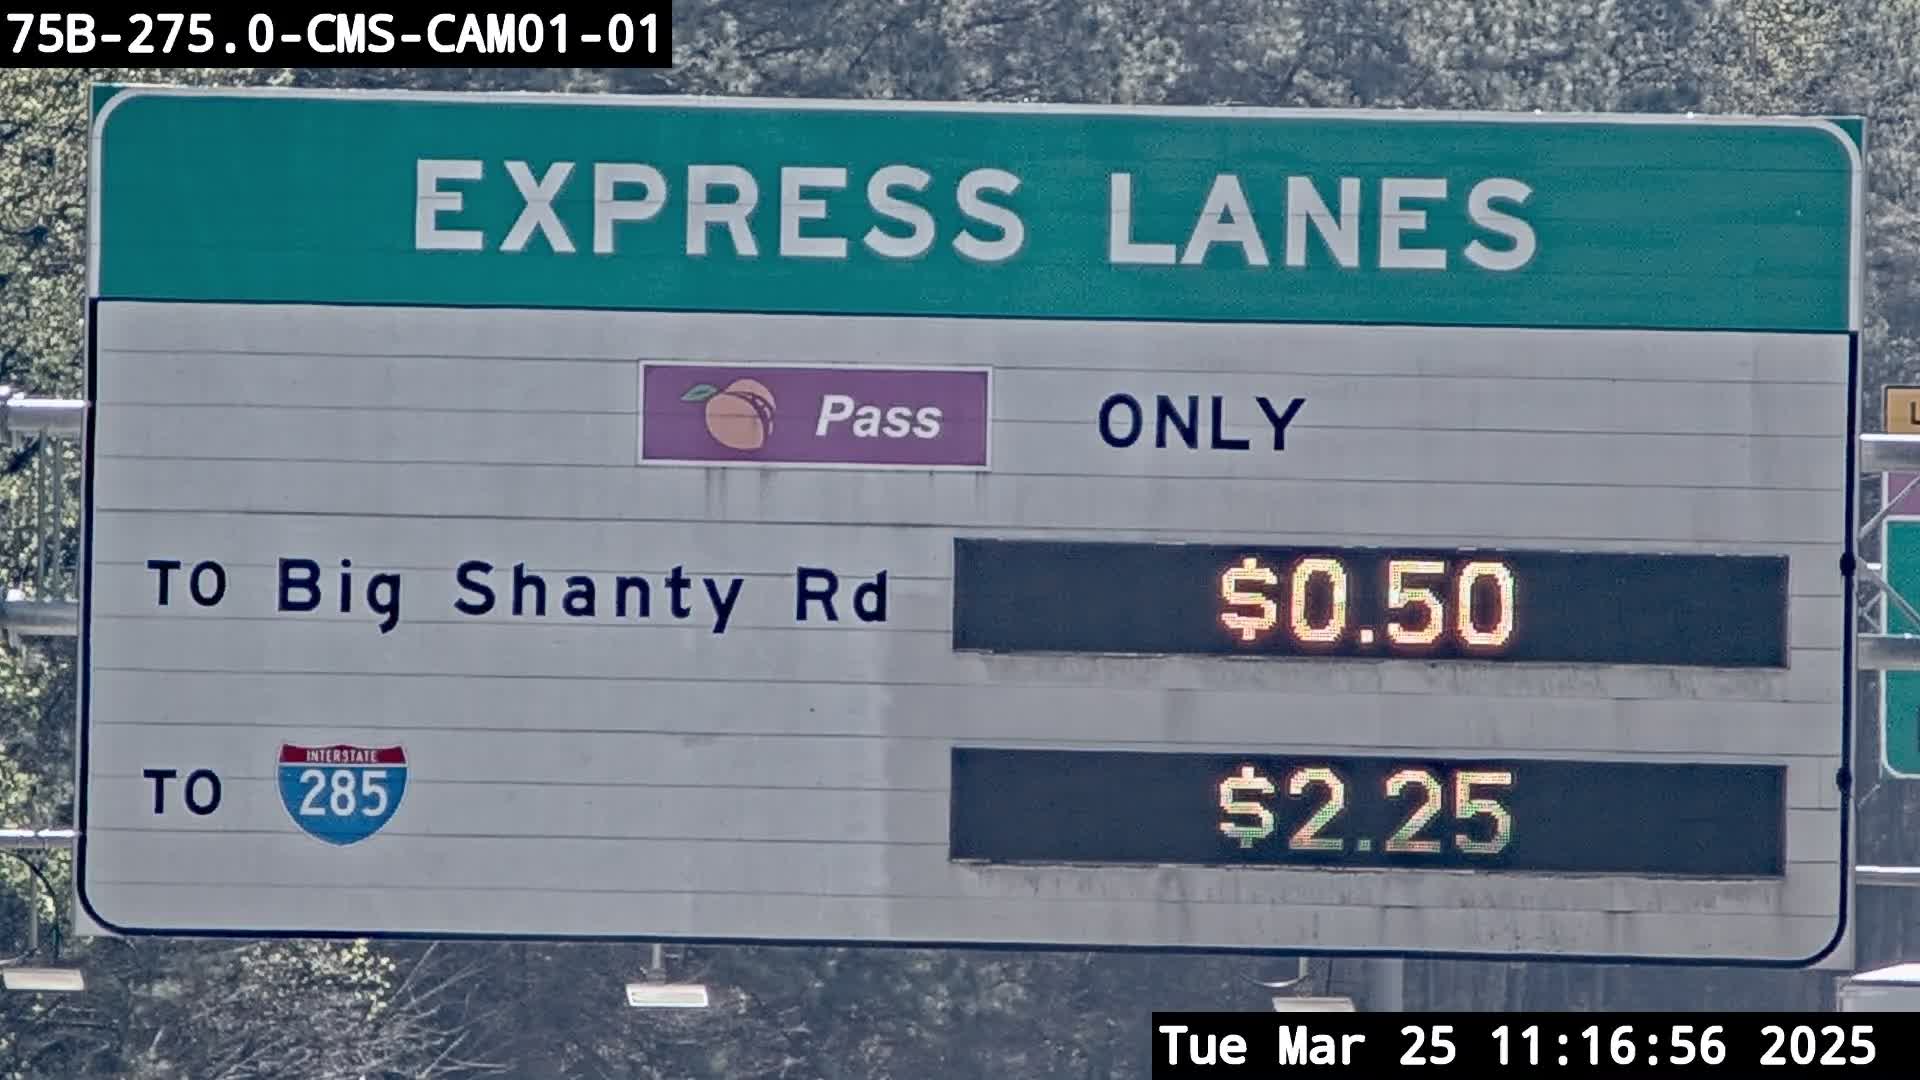 75B-275.0-CMS-CAM01-01
EXPRESS LANES
Pass ONLY
TO Big Shanty Rd $0.50
TO INTERSTATE 285 $2.25
Tue Mar 25 11:16:56 2025